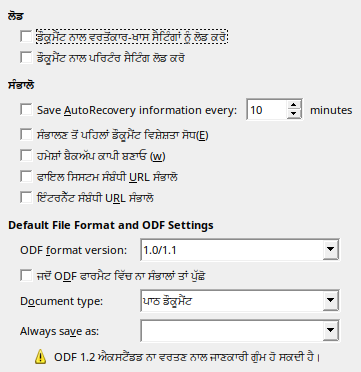 ਲੋਡ
ਡੌਕੂਮੈਂਟ ਨਾਲ ਵਰਤੋਂਕਾਰ-ਖਾਸ ਸੈਟਿੰਗਾਂ ਨੂੰ ਲੋਡ ਕਰੋ
ਡੌਕੂਮੈਂਟ ਨਾਲ ਪਰਿਟੰਰ ਸੈਟਿੰਗ ਲੋਡ ਕਰੋ
ਸੰਭਾਲੋ
Save AutoRecovery information every: 10 minutes
ਸੰਭਾਲਣ ਤੋਂ ਪਹਿਲਾਂ ਡੌਕੂਮੈਂਟ ਵਿਸ਼ੇਸ਼ਤਾ ਸੋਧ(E)
ਹਮੇਸ਼ਾਂ ਬੈਕਅੱਪ ਕਾਪੀ ਬਣਾਓ (w)
ਫਾਇਲ ਸਿਸਟਮ ਸੰਬੰਧੀ URL ਸੰਭਾਲੋ
ਇੰਟਰਨੈੱਟ ਸੰਬੰਧੀ URL ਸੰਭਾਲੋ
Default File Format and ODF Settings
ODF format version: 1.0/1.1
ਜਦੋਂ ODF ਫਾਰਮੈਟ ਵਿੱਚ ਨਾ ਸੰਭਾਲਾਂ ਤਾਂ ਪੁੱਛੋ
Document type: ਪਾਠ ਡੌਕੂਮੈਂਟ
Always save as:
ODF 1.2 ਐਕਸਟੈਂਡਡ ਨਾ ਵਰਤਣ ਨਾਲ ਜਾਣਕਾਰੀ ਗੁੰਮ ਹੋ ਸਕਦੀ ਹੈ।